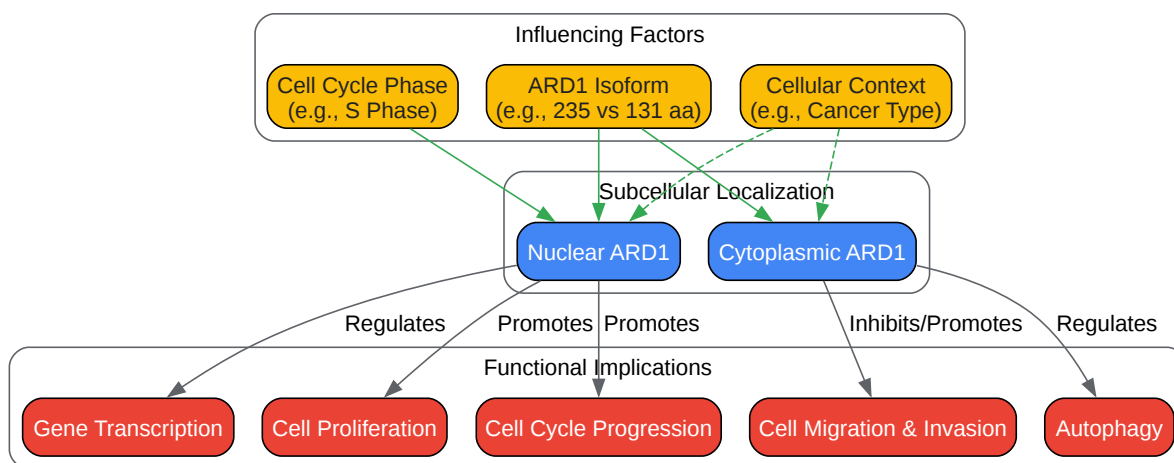 Influencing Factors
Cell Cycle Phase
(e.g., S Phase)
ARD1 Isoform
(e.g., 235 vs 131 aa)
Cellular Context
(e.g., Cancer Type)
Subcellular Localization
Nuclear ARD1
Cytoplasmic ARD1
Regulates
Promotes
Promotes
Inhibits/Promotes
Regulates
Functional Implications
Gene Transcription
Cell Proliferation
Cell Cycle Progression
Cell Migration & Invasion
Autophagy